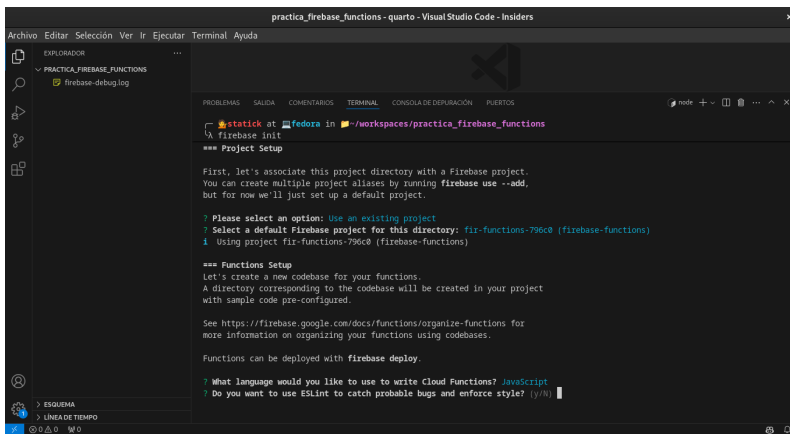 practica_firebase_functions - quarto - Visual Studio Code - Insiders
Archivo Editar Selección Ver Ir Ejecutar Terminal Ayuda
EXPLORADOR
PRACTICA_FIREBASE_FUNCTIONS
firebase-debug.log
ESQUEMA
LÍNEA DE TIEMPO
PROBLEMAS SALIDA COMENTARIOS TERMINAL CONSOLA DE DEPURACIÓN PUERTOS
node
statick at fedora in ~/workspaces/practica_firebase_functions
λ firebase init
=== Project Setup
First, let's associate this project directory with a Firebase project.
You can create multiple project aliases by running firebase use --add,
but for now we'll just set up a default project.
? Please select an option: Use an existing project
? Select a default Firebase project for this directory: fir-functions-796c0 (firebase-functions)
i Using project fir-functions-796c0 (firebase-functions)
=== Functions Setup
Let's create a new codebase for your functions.
A directory corresponding to the codebase will be created in your project
with sample code pre-configured.
See https://firebase.google.com/docs/functions/organize-functions for
more information on organizing your functions using codebases.
Functions can be deployed with firebase deploy.
? What language would you like to use to write Cloud Functions? JavaScript
? Do you want to use ESLint to catch probable bugs and enforce style? (y/N)
1
0 0 0